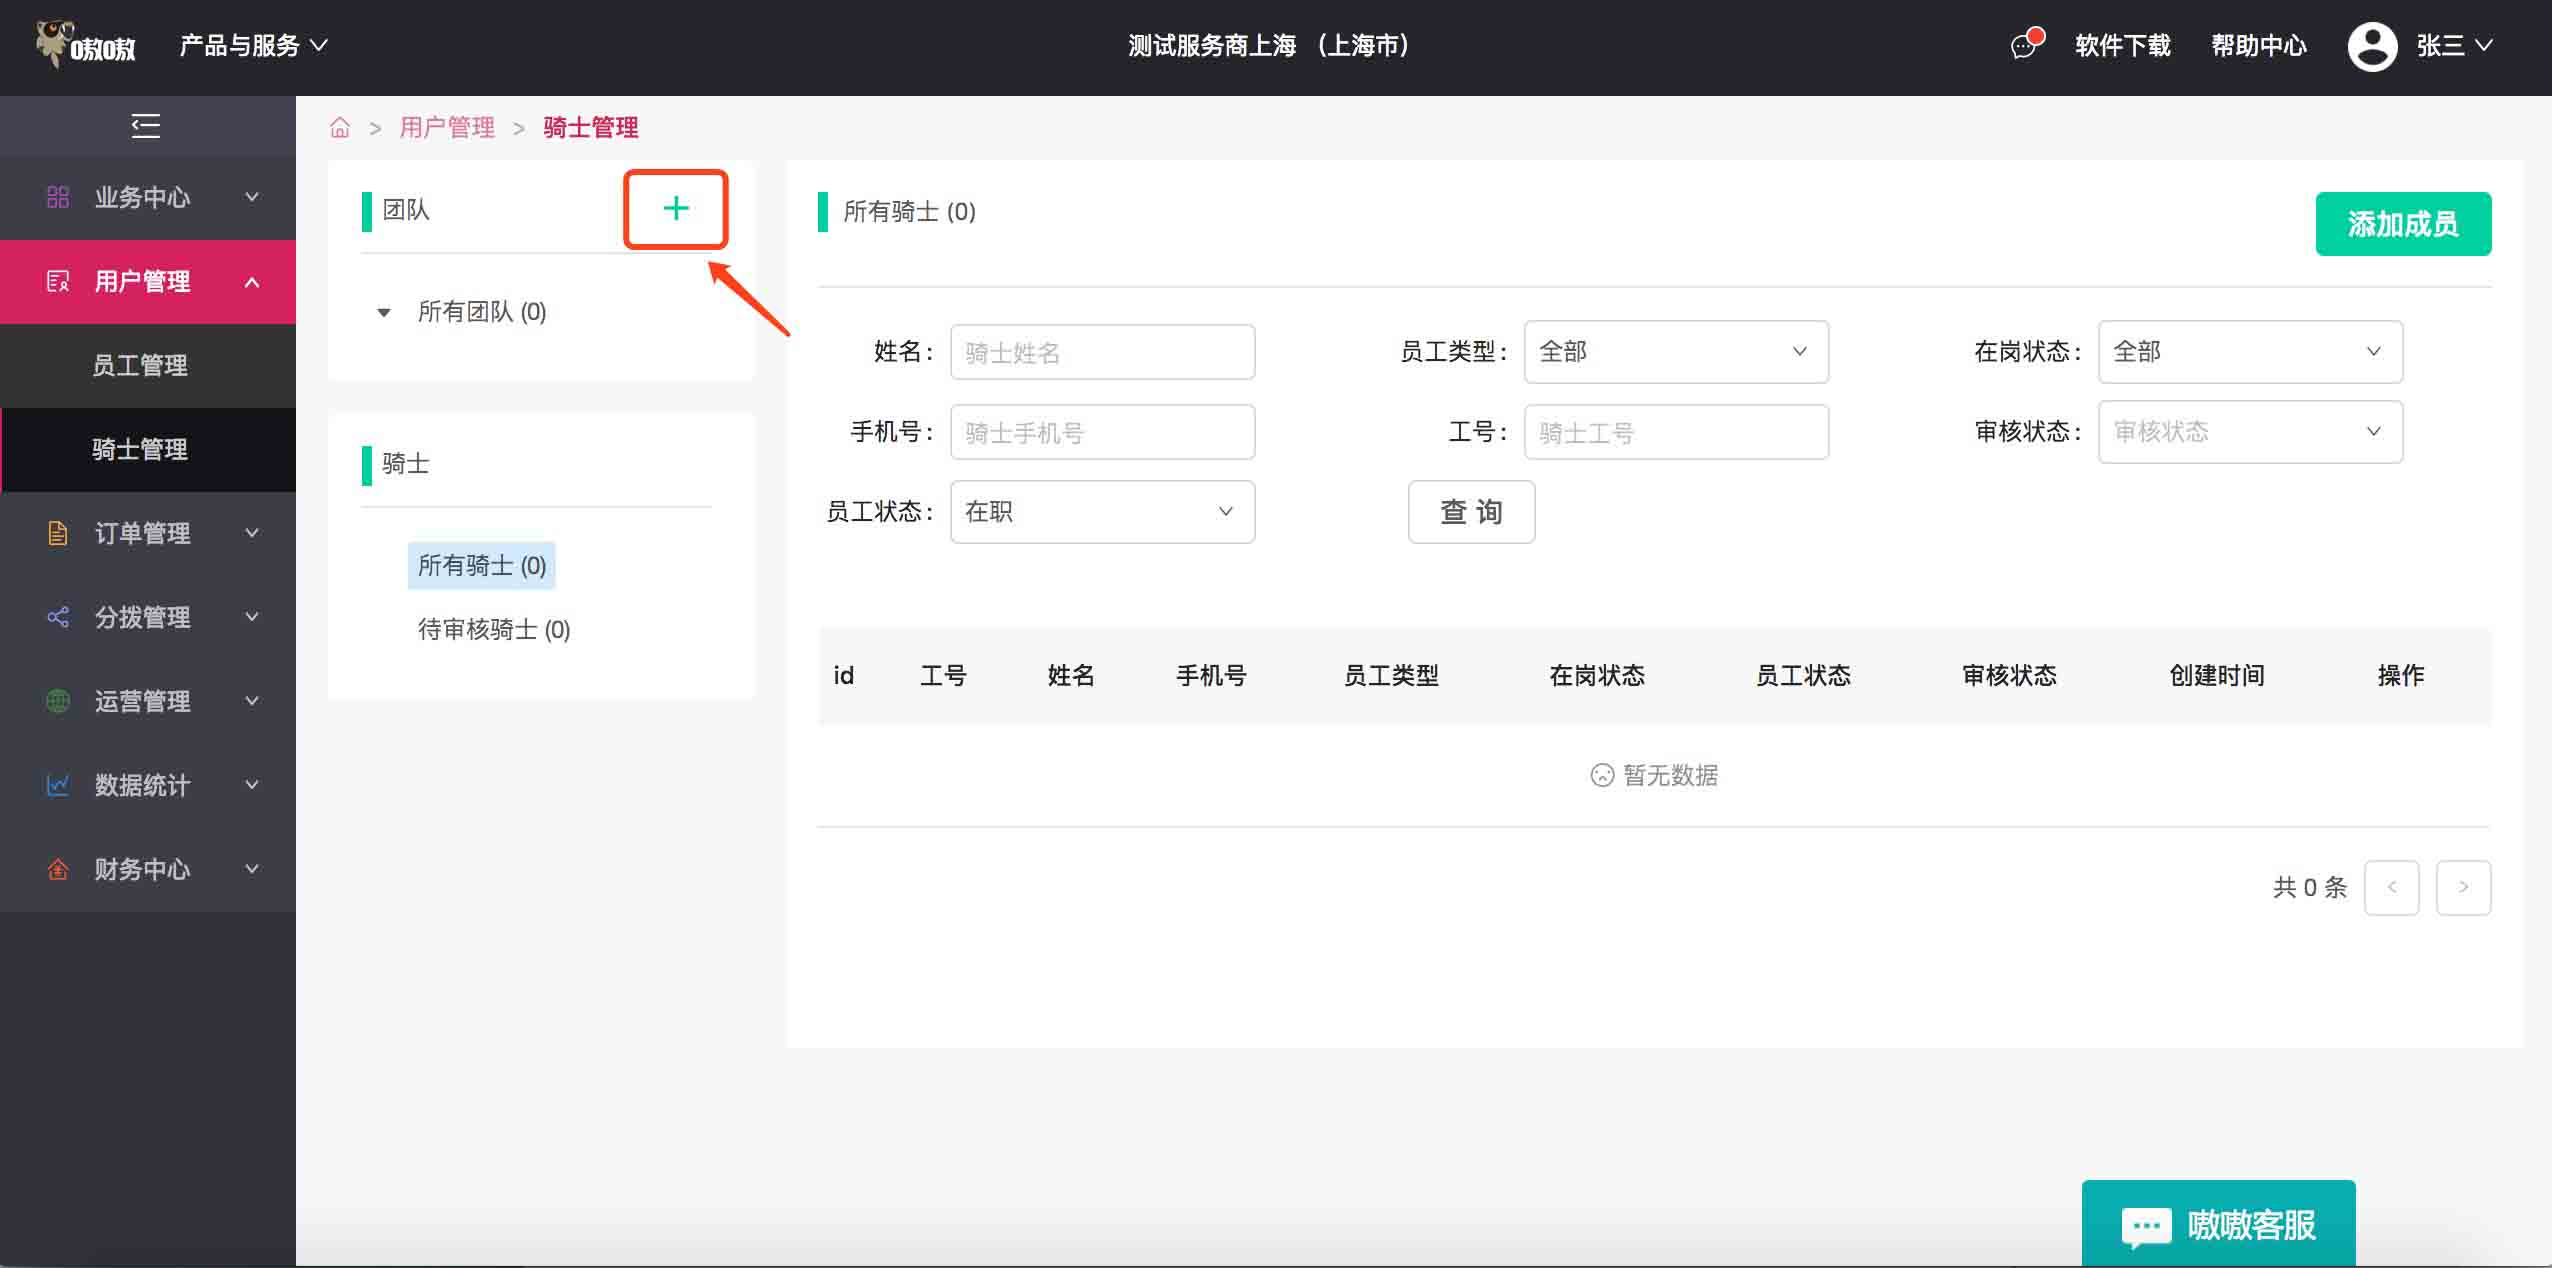 嗷嗷
产品与服务
测试服务商上海 （上海市）
软件下载
帮助中心
张三
业务中心
用户管理
员工管理
骑士管理
订单管理
分拨管理
运营管理
数据统计
财务中心
> 用户管理 > 骑士管理
团队
+
所有团队 (0)
骑士
所有骑士 (0)
待审核骑士 (0)
所有骑士 (0)
添加成员
姓名: 骑士姓名
员工类型: 全部
在岗状态: 全部
手机号: 骑士手机号
工号: 骑士工号
审核状态: 审核状态
员工状态: 在职
查 询
id 工号 姓名 手机号 员工类型 在岗状态 员工状态 审核状态 创建时间 操作
暂无数据
共 0 条 < >
嗷嗷客服